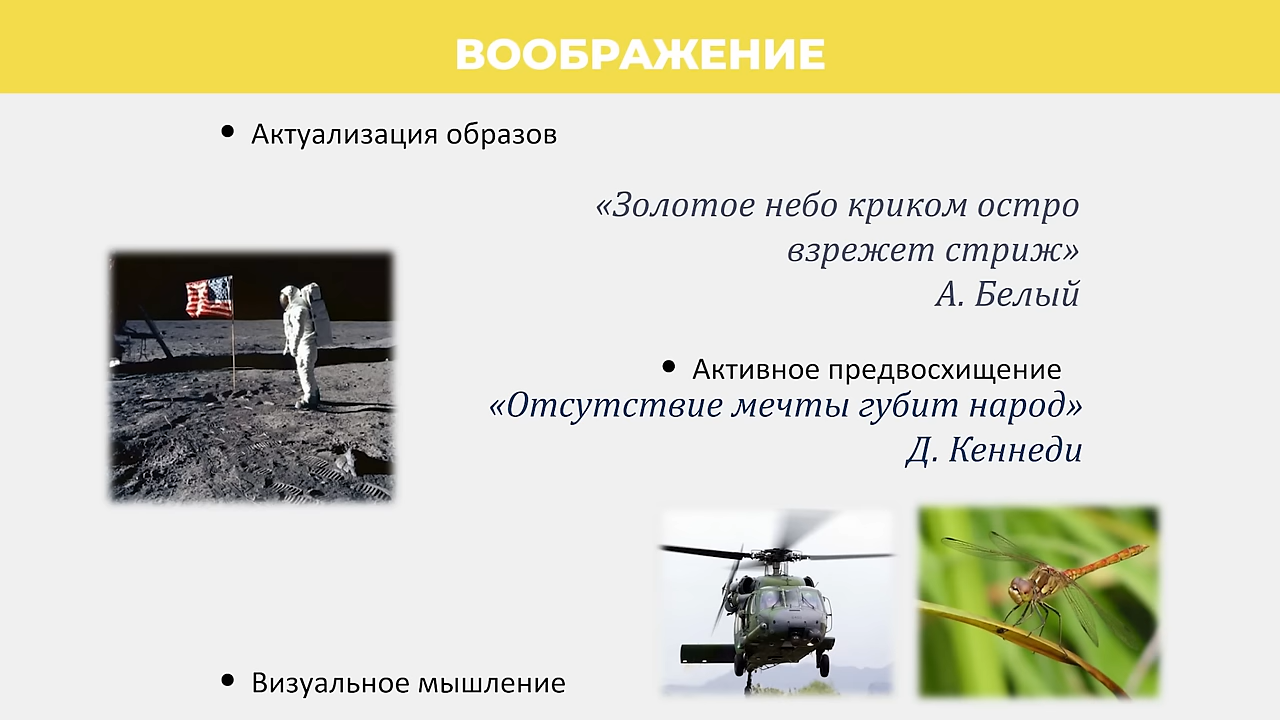 ВООБРАЖЕНИЕ
• Актуализация образов
«Золотое небо криком остро
взрежет стриж»
А. Белый
• Активное предвосхищение
«Отсутствие мечты губит народ»
Д. Кеннеди
• Визуальное мышление